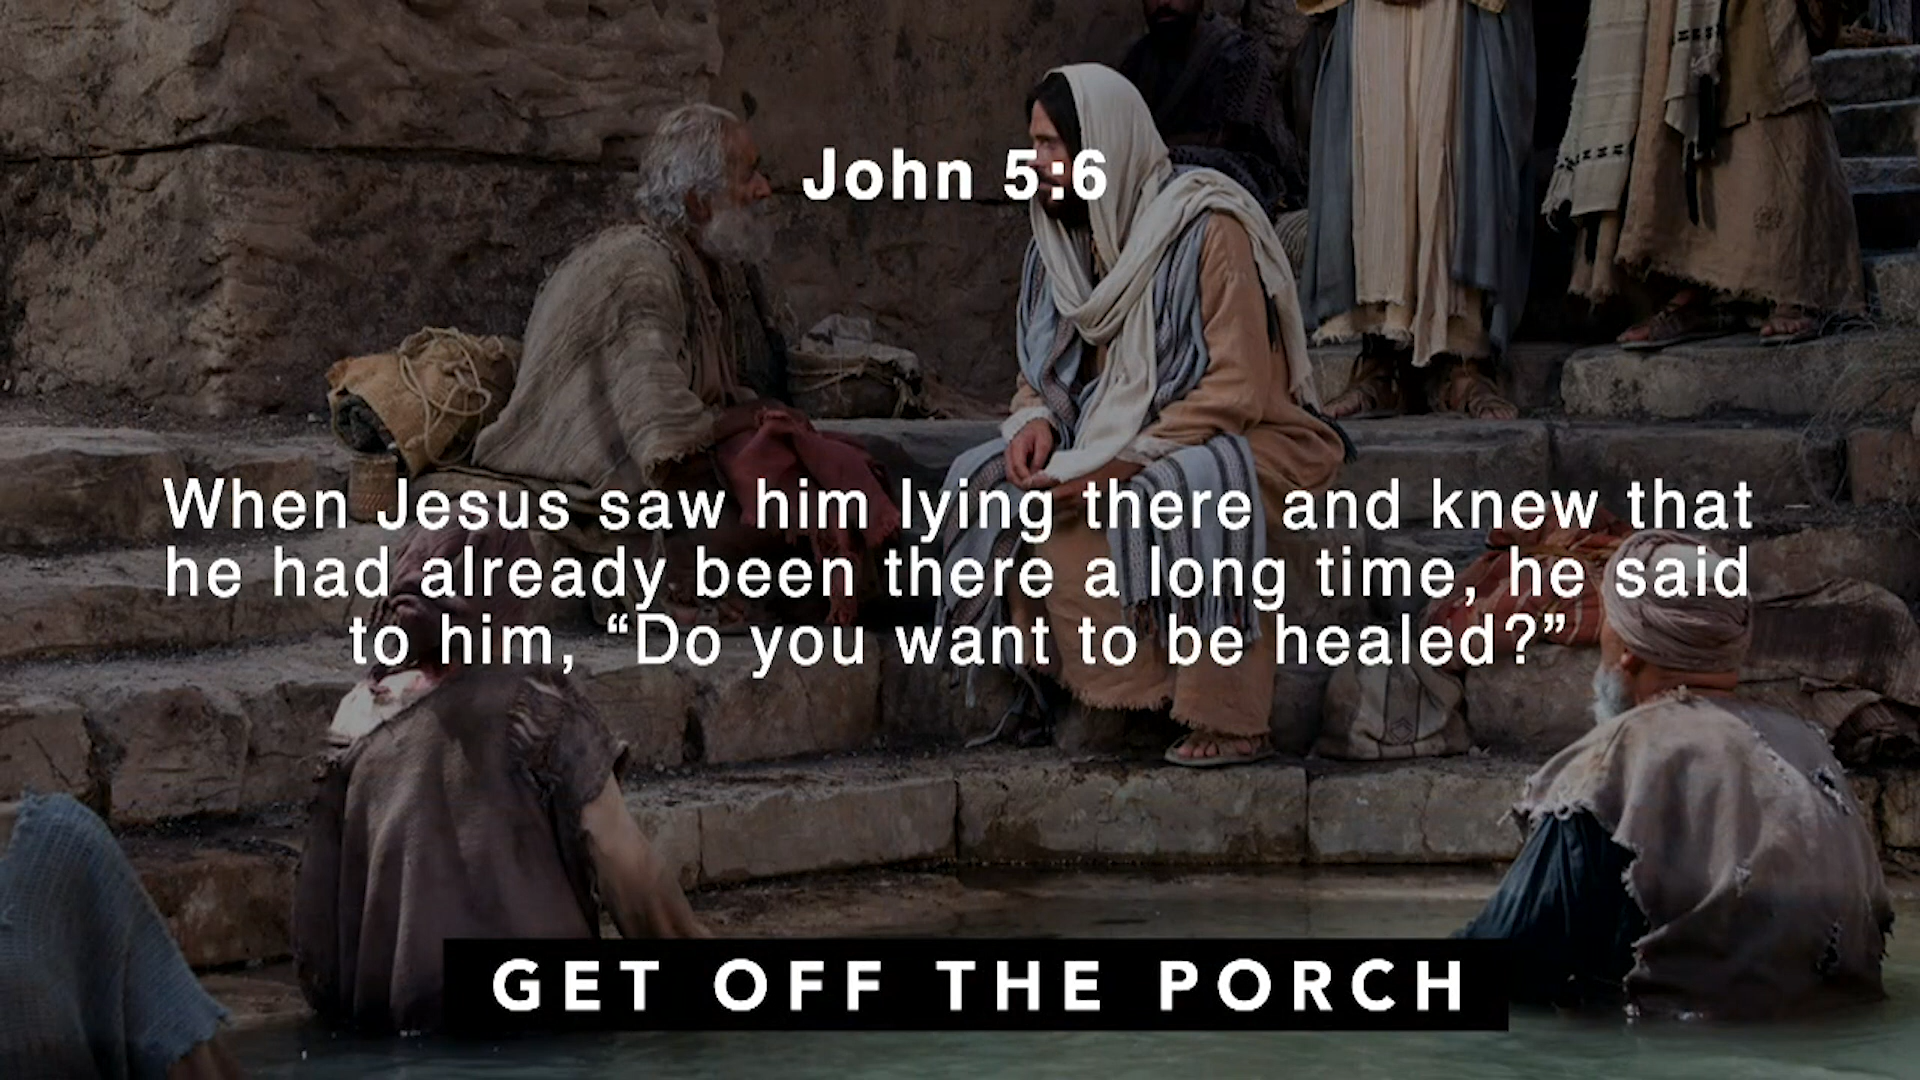 John 5:6
When Jesus saw him lying there and knew that
he had already been there a long time, he said
to him, “Do you want to be healed?”
GET OFF THE PORCH